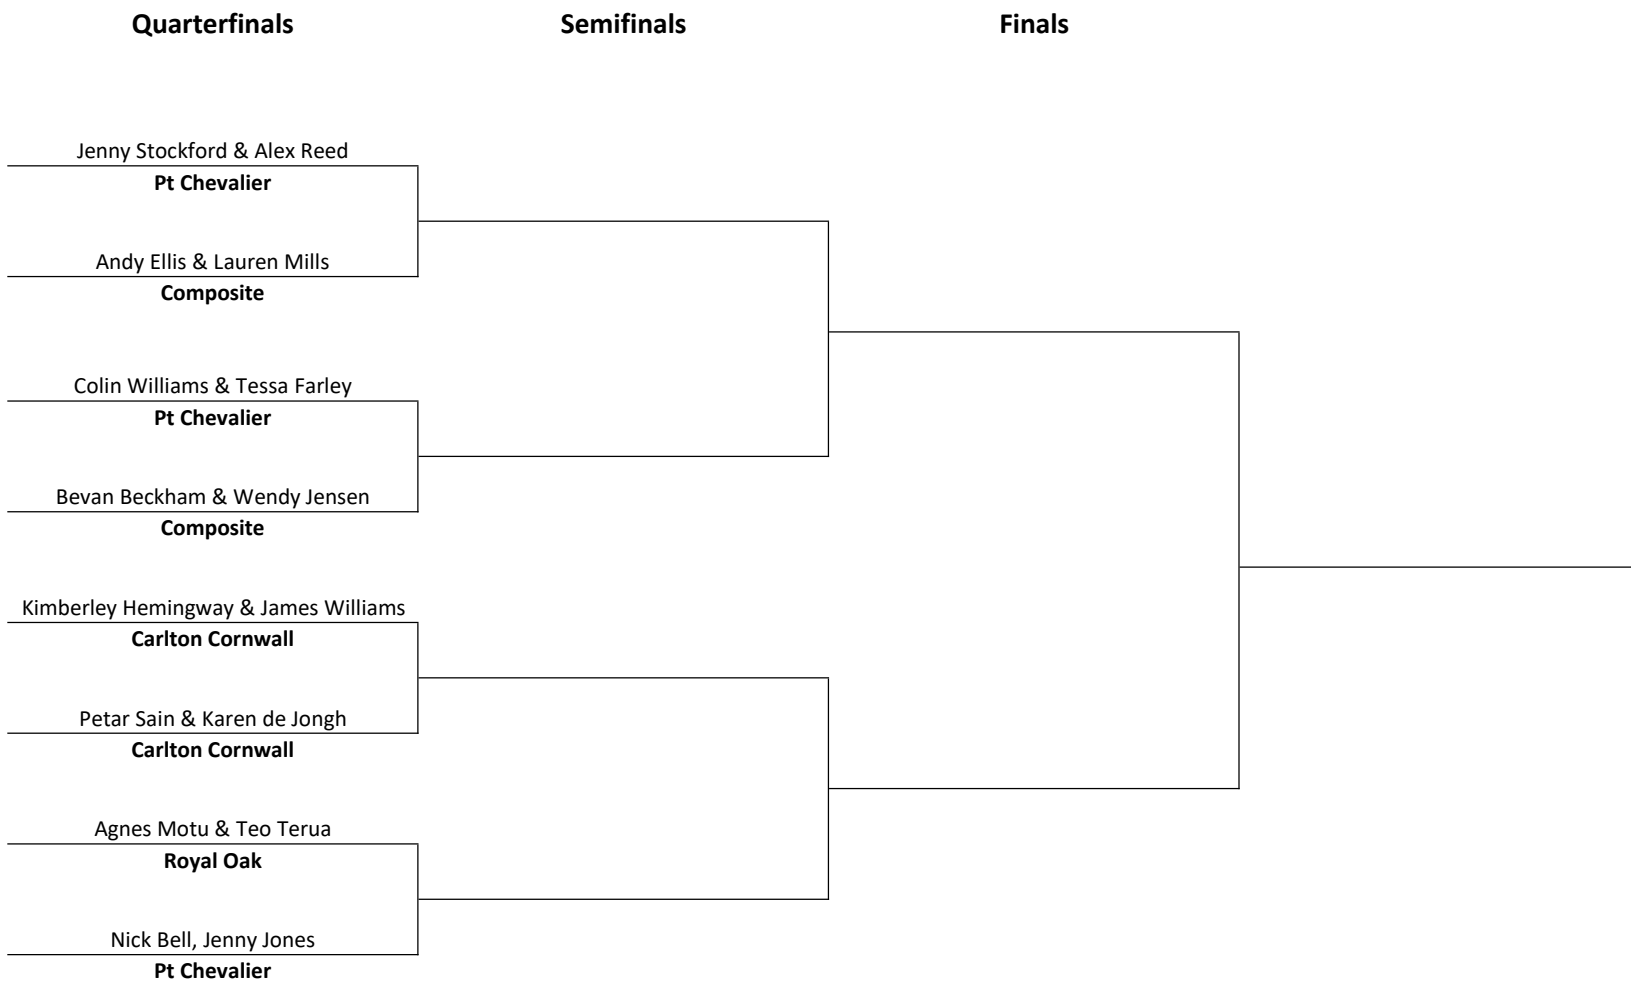 Quarterfinals
Semifinals
Finals
Jenny Stockford & Alex Reed
Pt Chevalier
Andy Ellis & Lauren Mills
Composite
Colin Williams & Tessa Farley
Pt Chevalier
Bevan Beckham & Wendy Jensen
Composite
Kimberley Hemingway & James Williams
Carlton Cornwall
Petar Sain & Karen de Jongh
Carlton Cornwall
Agnes Motu & Teo Terua
Royal Oak
Nick Bell, Jenny Jones
Pt Chevalier